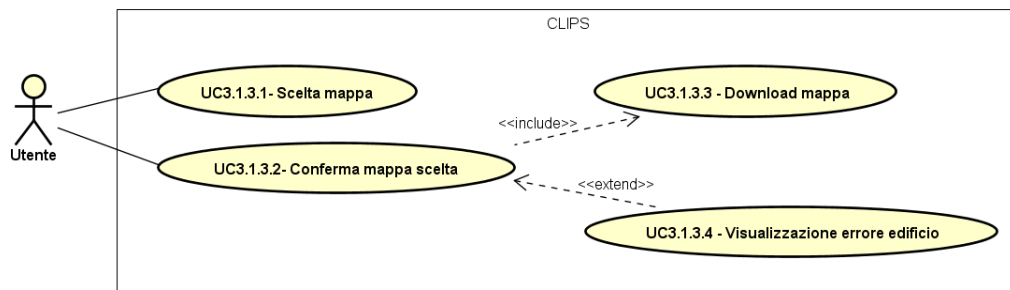 CLIPS
UC3.1.3.1- Scelta mappa
UC3.1.3.3 - Download mappa
<<include>>
Utente
UC3.1.3.2- Conferma mappa scelta
<<extend>>
UC3.1.3.4 - Visualizzazione errore edificio